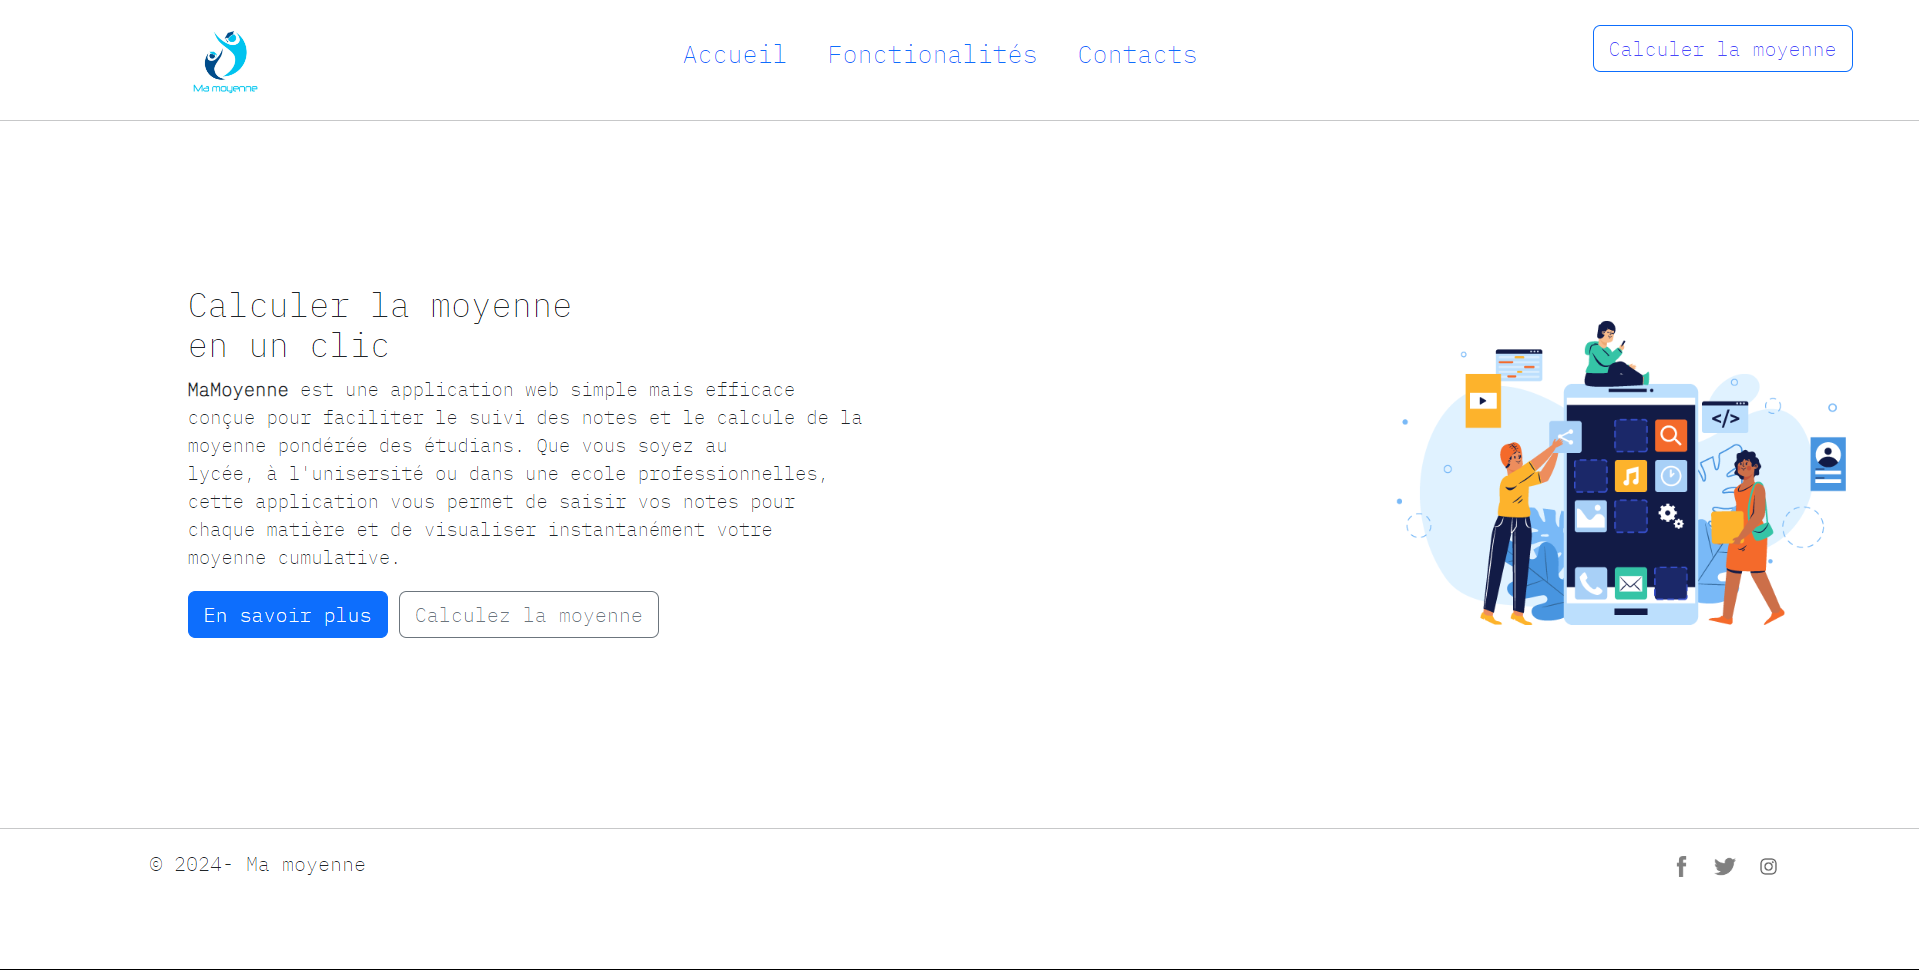 Ma moyenne
Accueil Fonctionalités Contacts
Calculer la moyenne
Calculer la moyenne
en un clic
MaMoyenne est une application web simple mais efficace
conçue pour faciliter le suivi des notes et le calcule de la
moyenne pondérée des étudians. Que vous soyez au
lycée, à l'unisersité ou dans une ecole professionnelles,
cette application vous permet de saisir vos notes pour
chaque matière et de visualiser instantanément votre
moyenne cumulative.
En savoir plus
Calculez la moyenne
</>
© 2024- Ma moyenne